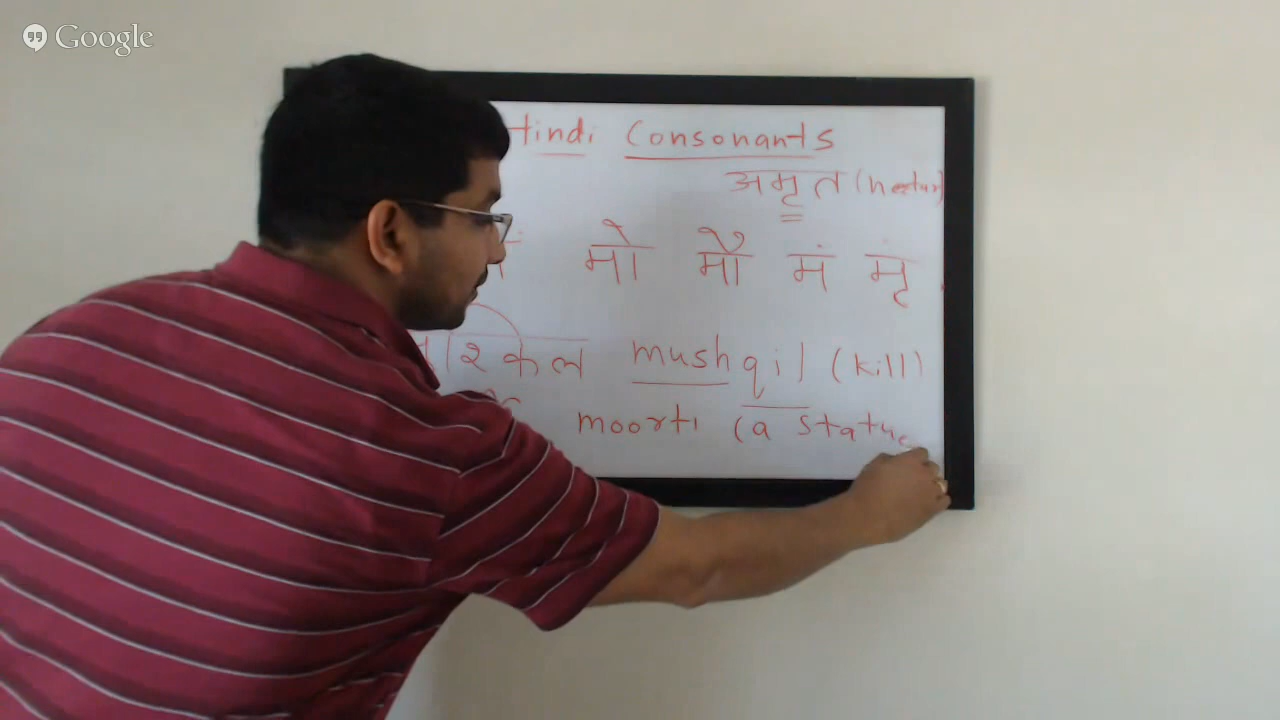 Google
Hindi Consonants
अमृत (nectar)
मो मौ मं मृ
mushqil (kill)
moorti (a statue